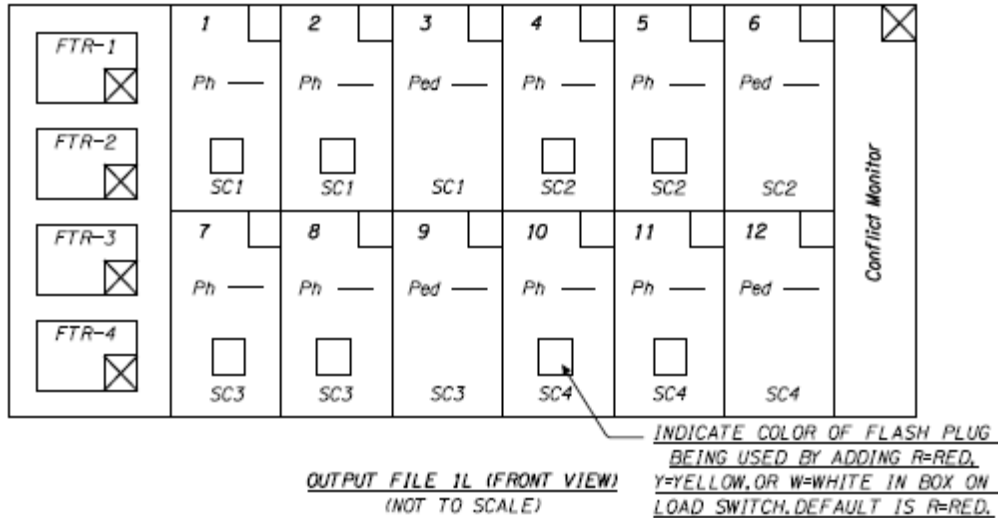 FTR-1
FTR-2
FTR-3
FTR-4
1 2 3 4 5 6
Ph Ph Ped Ph Ph Ped
SC1 SC1 SC1 SC2 SC2 SC2
7 8 9 10 11 12
Ph Ph Ped Ph Ph Ped
SC3 SC3 SC3 SC4 SC4 SC4
Conflict Monitor
INDICATE COLOR OF FLASH PLUG
BEING USED BY ADDING R=RED,
Y=YELLOW,OR W=WHITE IN BOX ON
LOAD SWITCH.DEFAULT IS R=RED.
OUTPUT FILE 1L (FRONT VIEW)
(NOT TO SCALE)